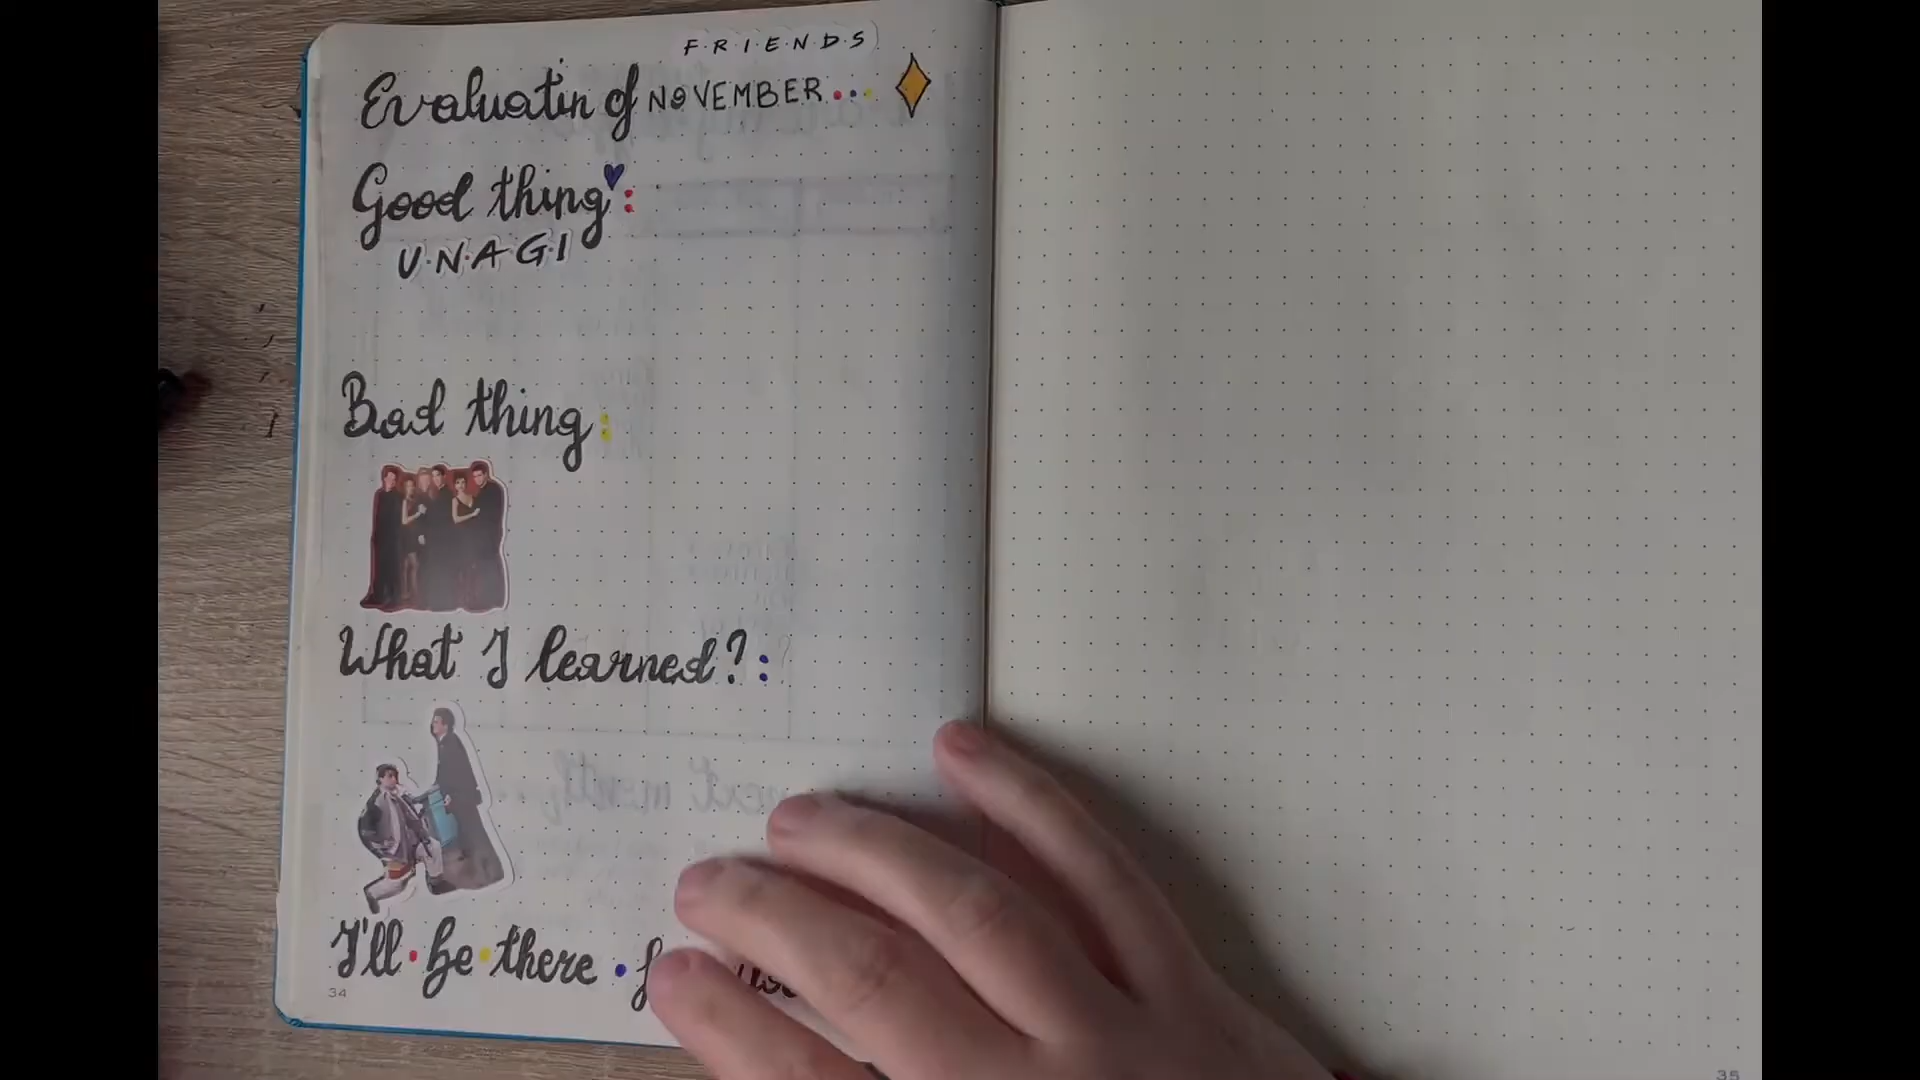 F·R·I·E·N·D·S
Evaluatin of NOVEMBER...
Good thing:
U·N·A·G·I
Bad thing:
What I learned?:
I'll·be·there·
34
35